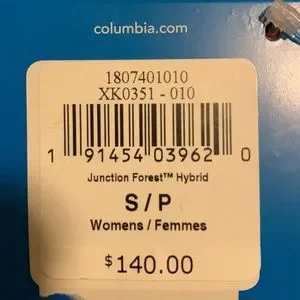 columbia.com
1807401010
XK0351 - 010
1 91454 03962 0
Junction Forest™ Hybrid
S / P
Womens / Femmes
$140.00